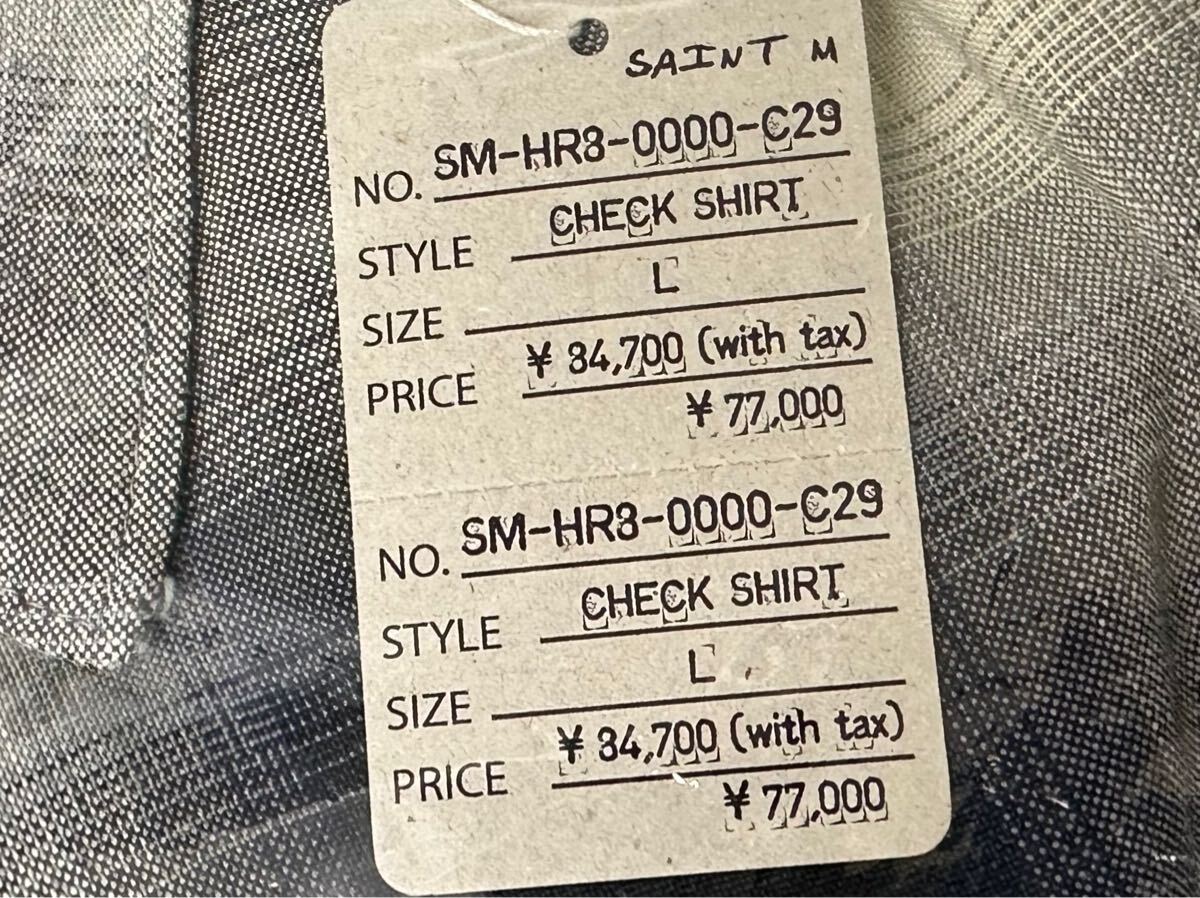 SAINT M
NO. SM-HR8-0000-C29
STYLE CHECK SHIRT
SIZE L
PRICE ¥ 84,700 (with tax)
¥ 77,000
NO. SM-HR8-0000-C29
STYLE CHECK SHIRT
SIZE L
PRICE ¥ 84,700 (with tax)
¥ 77,000